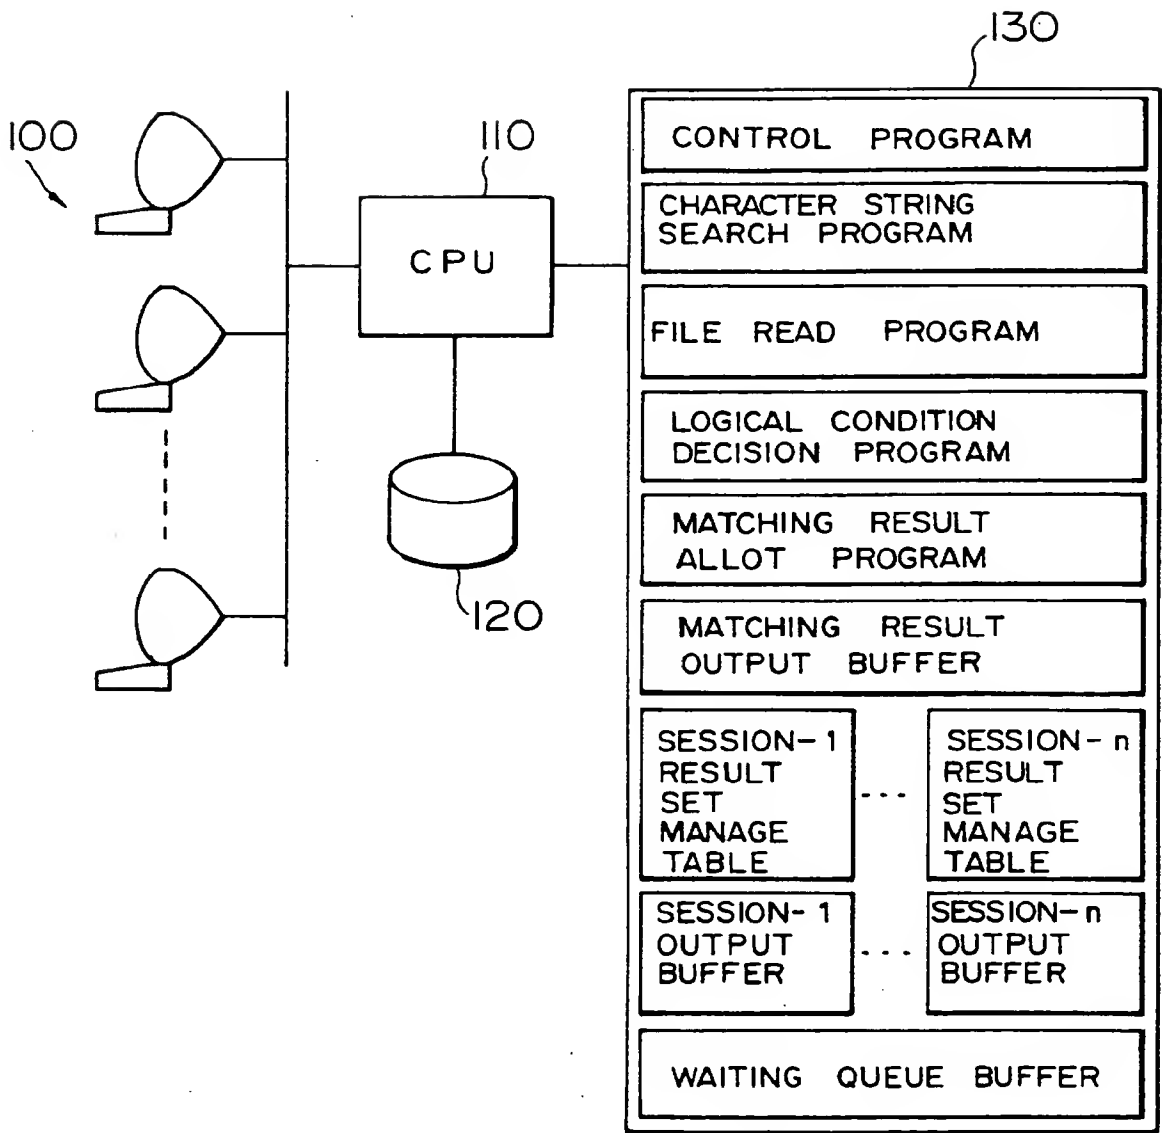 130
100
110
CONTROL PROGRAM
CHARACTER STRING
SEARCH PROGRAM
CPU
FILE READ PROGRAM
LOGICAL CONDITION
DECISION PROGRAM
MATCHING RESULT
ALLOT PROGRAM
120
MATCHING RESULT
OUTPUT BUFFER
SESSION-1
RESULT
SET
MANAGE
TABLE
...
SESSION-n
RESULT
SET
MANAGE
TABLE
SESSION-1
OUTPUT
BUFFER
...
SESSION-n
OUTPUT
BUFFER
WAITING QUEUE BUFFER